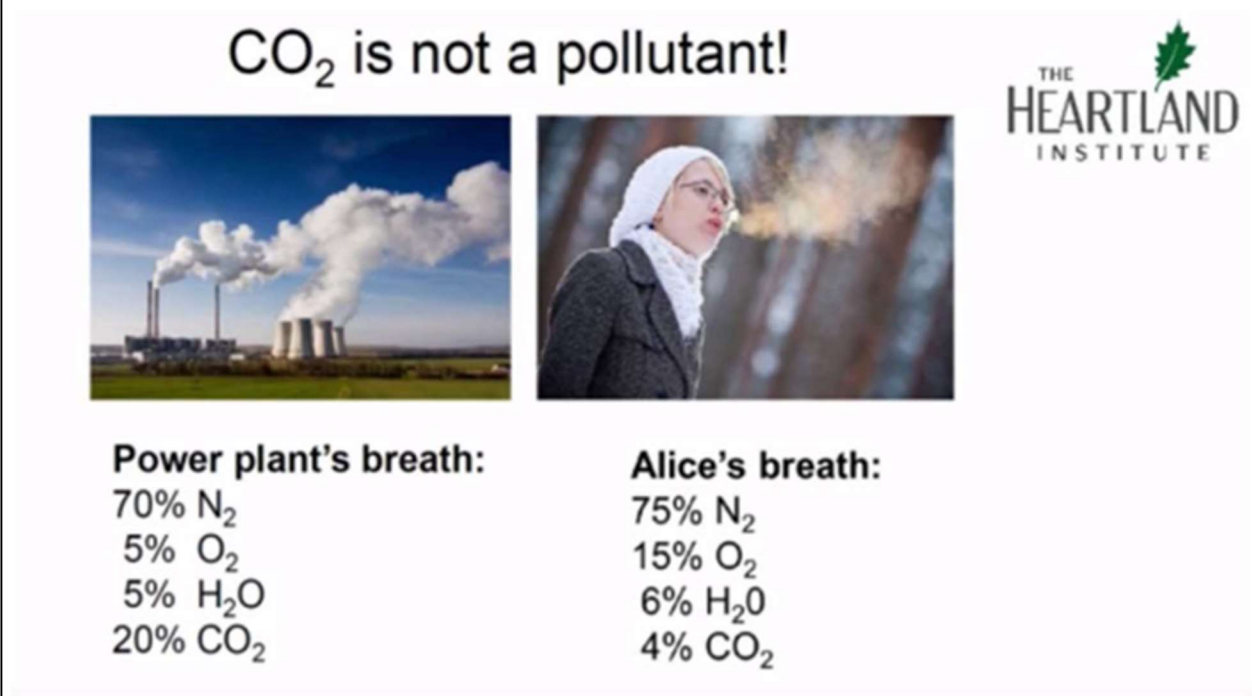 CO₂ is not a pollutant!
THE
HEARTLAND
INSTITUTE
Power plant's breath:
70% N₂
5% O₂
5% H₂O
20% CO₂
Alice's breath:
75% N₂
15% O₂
6% H₂0
4% CO₂